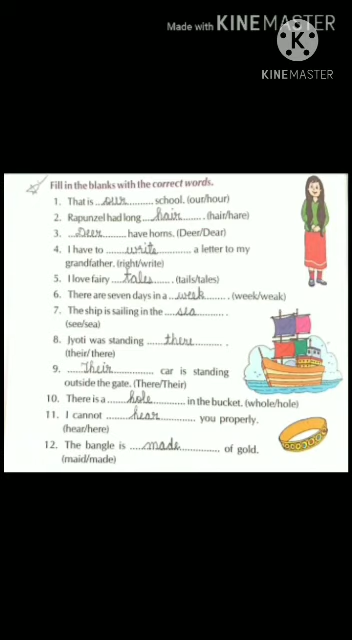 Made with KINEMASTER
K
KINEMASTER
Fill in the blanks with the correct words.
1. That is ..our.......... school. (our/hour)
2. Rapunzel had long ...hair....... . (hair/hare)
3. ...Deer.......... have horns. (Deer/Dear)
4. I have to ......write............ a letter to my
grandfather. (right/write)
5. I love fairy ....tales...... . (tails/tales)
6. There are seven days in a ...week....... . (week/weak)
7. The ship is sailing in the ....sea.......... .
(see/sea)
8. Jyoti was standing ......there........... .
(their/ there)
9. .....Their............. car is standing
outside the gate. (There/Their)
10. There is a ........hole............ in the bucket. (whole/hole)
11. I cannot ........hear............. you properly.
(hear/here)
12. The bangle is ....made............... of gold.
(maid/made)